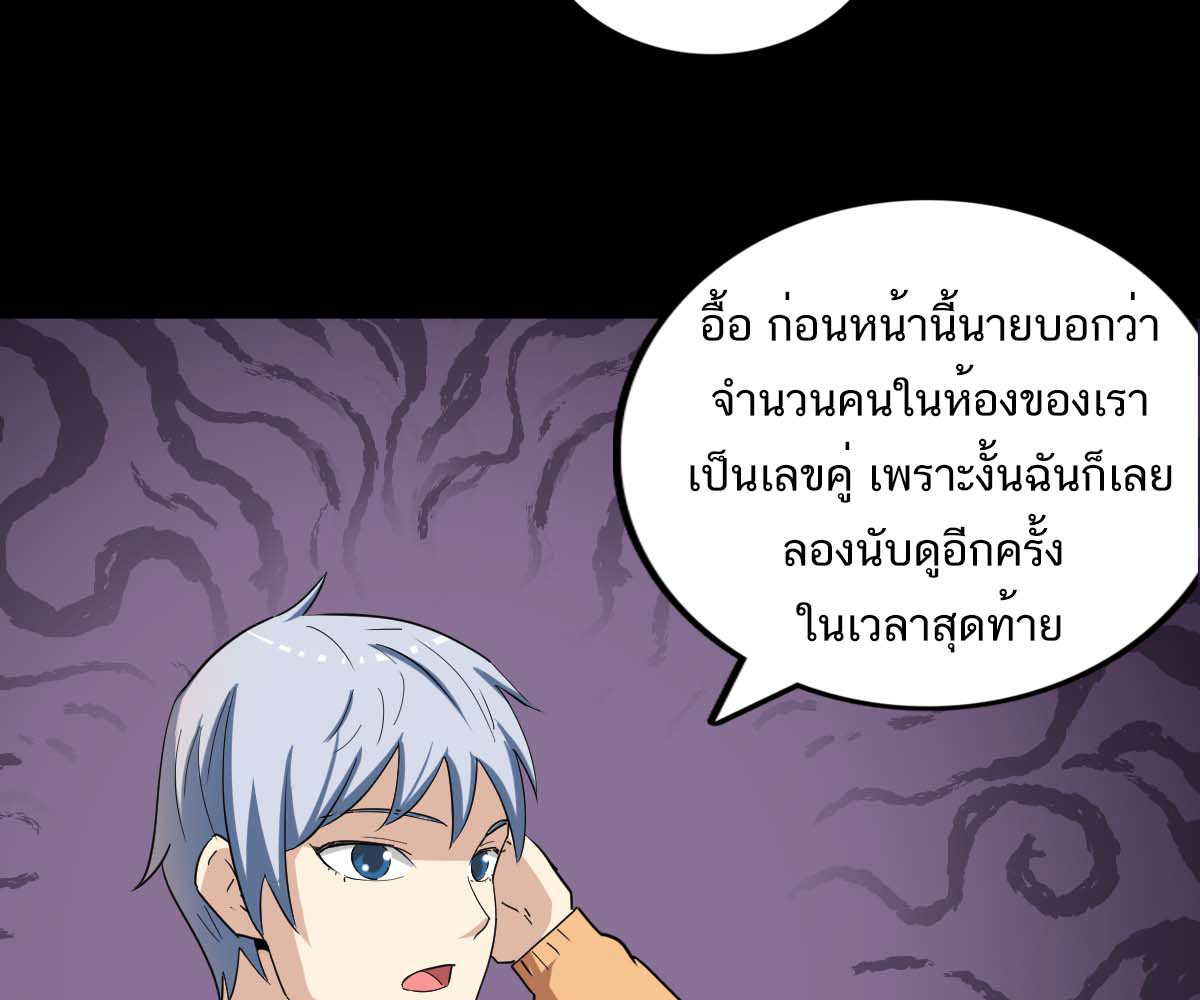 อื้อ ก่อนหน้านี้นายบอกว่า
จำนวนคนในห้องของเรา
เป็นเลขคู่ เพราะงั้นฉันก็เลย
ลองนับดูอีกครั้ง
ในเวลาสุดท้าย